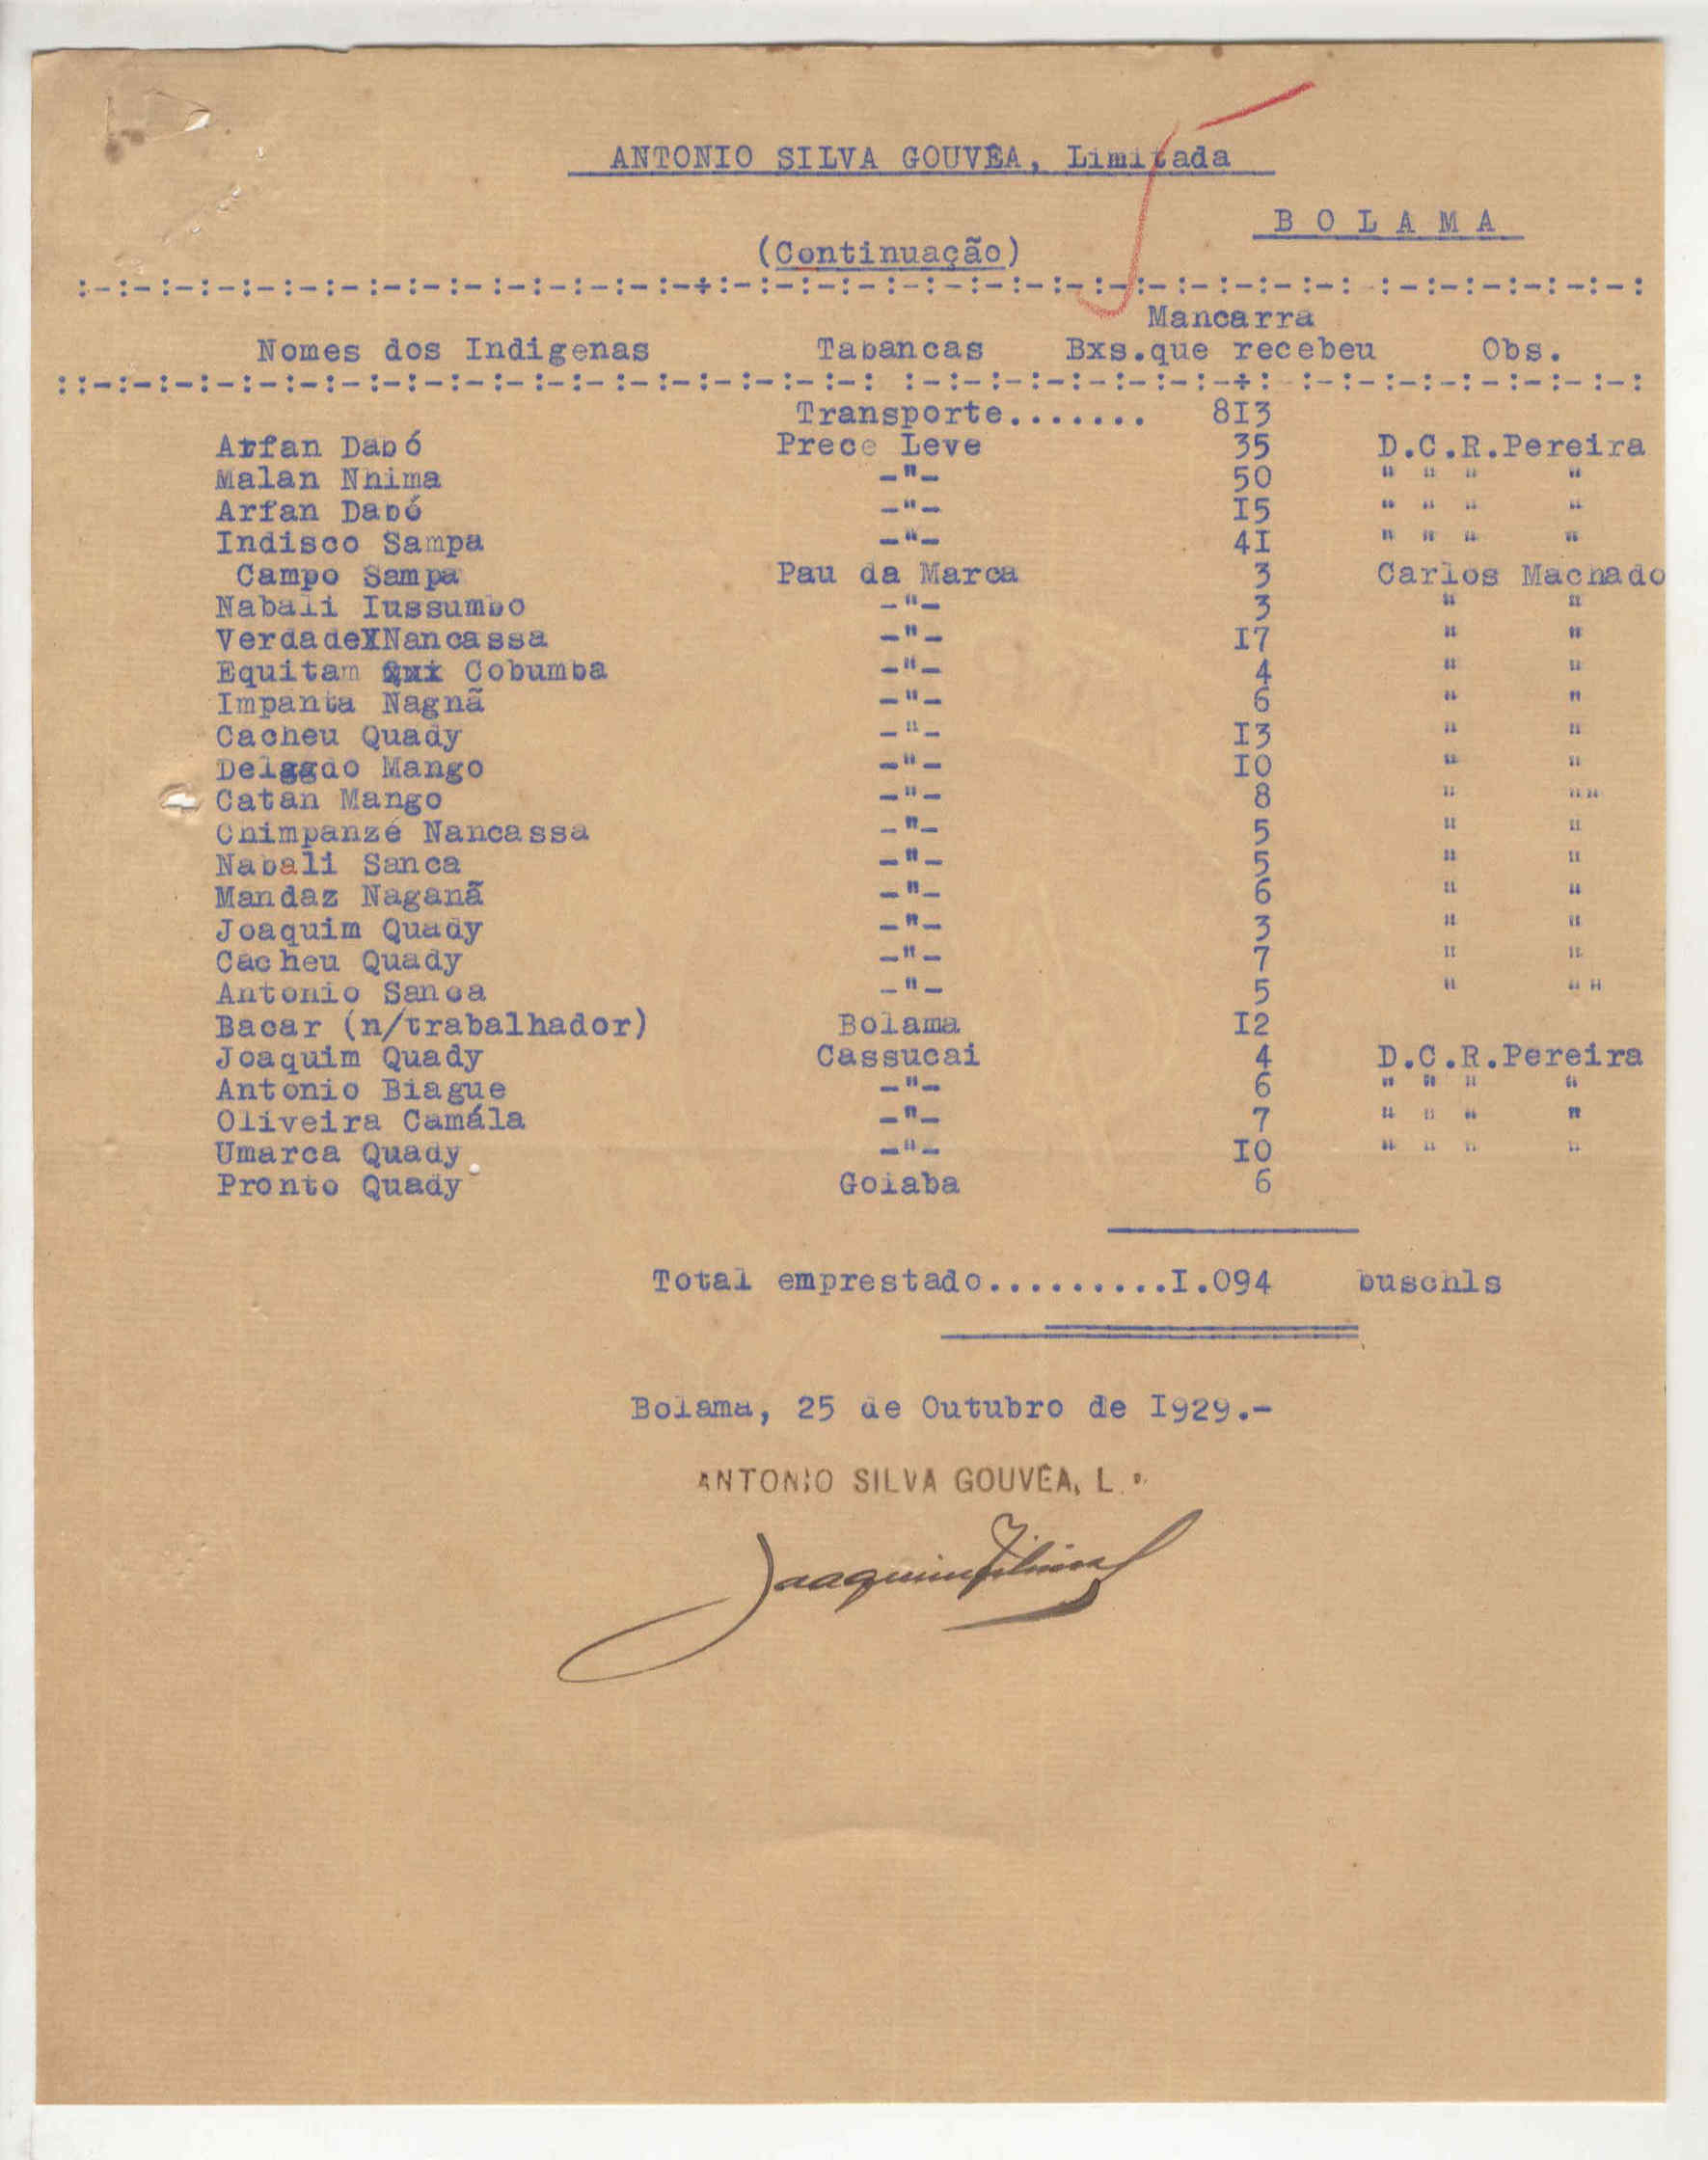 ANTONIO SILVA GOUVÊA, Limitada
B O L A M A
(Continuação)
:-:-:-:-:-:-:-:-:-:-:-:-:-:-:-÷:-:-:-:-:-:-:-:-:-:-:-:-:-:-:-: :-:-:-:-:-:-:
Mancarra
Nomes dos Indigenas Tabancas Bxs.que recebeu Obs.
::-:-:-:-:-:-:-:-:-:-:-:-:-:-:-:-:-:-:-: :-:-:-:-:-:-:-:-÷: :-:-:-:-:-:-:-:-:
Transporte....... 8I3
Arfan Dabó Prece Leve 35 D.C.R.Pereira
Malan Nhima -"- 50 " " " "
Arfan Dabó -"- I5 " " " "
Indisco Sampa -"- 4I " " " "
Campo Sampa Pau da Marca 3 Carlos Machado
Nabali Iussumbo -"- 3 " "
VerdadeXNancassa -"- I7 " "
Equitam Cobumba -"- 4 " "
Impanta Nagnã -"- 6 " "
Cacheu Quady -"- I3 " "
Delgado Mango -"- IO " "
Catan Mango -"- 8 " ""
Chimpanzé Nancassa -"- 5 " "
Nabali Sanca -"- 5 " "
Mandaz Naganã -"- 6 " "
Joaquim Quady -"- 3 " "
Cacheu Quady -"- 7 " "
Antonio Sanca -"- 5 " ""
Bacar (n/trabalhador) Bolama I2
Joaquim Quady Cassucai 4 D.C.R.Pereira
Antonio Biague -"- 6 " " " "
Oliveira Camála -"- 7 " " " "
Umarca Quady -"- IO " " " "
Pronto Quady Goiaba 6
Total emprestado.........I.094 buschls
Bolama, 25 de Outubro de I929.-
ANTONIO SILVA GOUVÊA, L.
Joaquim